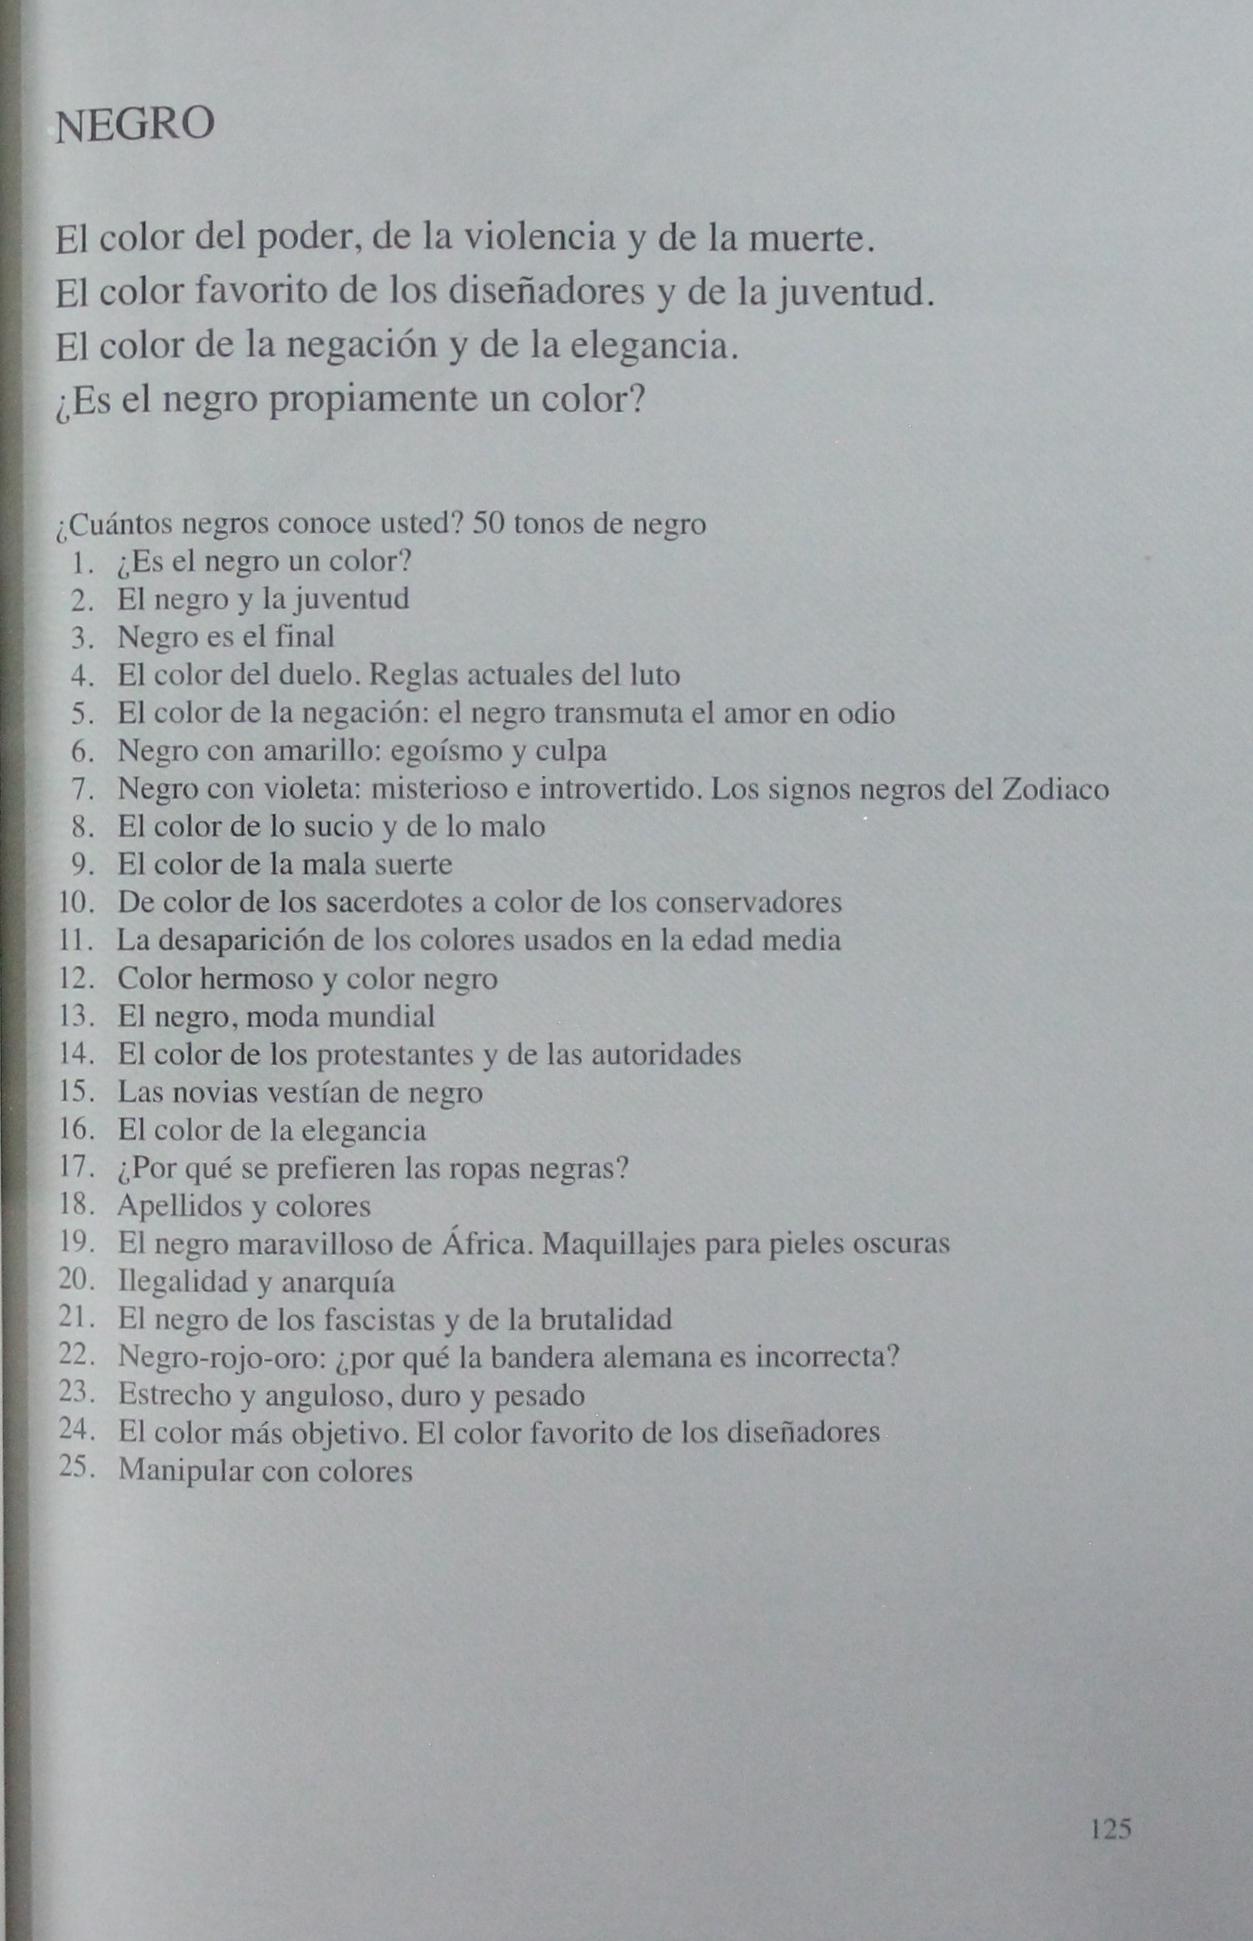 NEGRO
El color del poder, de la violencia y de la muerte.
El color favorito de los diseñadores y de la juventud.
El color de la negación y de la elegancia.
¿Es el negro propiamente un color?
¿Cuántos negros conoce usted? 50 tonos de negro
1. ¿Es el negro un color?
2. El negro y la juventud
3. Negro es el final
4. El color del duelo. Reglas actuales del luto
5. El color de la negación: el negro transmuta el amor en odio
6. Negro con amarillo: egoísmo y culpa
7. Negro con violeta: misterioso e introvertido. Los signos negros del Zodiaco
8. El color de lo sucio y de lo malo
9. El color de la mala suerte
10. De color de los sacerdotes a color de los conservadores
11. La desaparición de los colores usados en la edad media
12. Color hermoso y color negro
13. El negro, moda mundial
14. El color de los protestantes y de las autoridades
15. Las novias vestían de negro
16. El color de la elegancia
17. ¿Por qué se prefieren las ropas negras?
18. Apellidos y colores
19. El negro maravilloso de África. Maquillajes para pieles oscuras
20. Ilegalidad y anarquía
21. El negro de los fascistas y de la brutalidad
22. Negro-rojo-oro: ¿por qué la bandera alemana es incorrecta?
23. Estrecho y anguloso, duro y pesado
24. El color más objetivo. El color favorito de los diseñadores
25. Manipular con colores
125